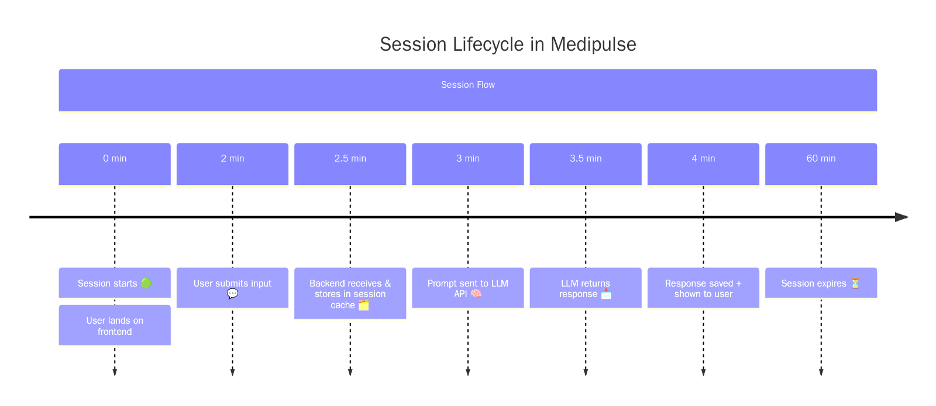 Session Lifecycle in Medipulse
Session Flow
0 min
2 min
2.5 min
3 min
3.5 min
4 min
60 min
Session starts 🟢
User lands on
frontend
User submits input
💬
Backend receives &
stores in session
cache 🗂️
Prompt sent to LLM
API 🧠
LLM returns
response 📩
Response saved +
shown to user
Session expires ⏳